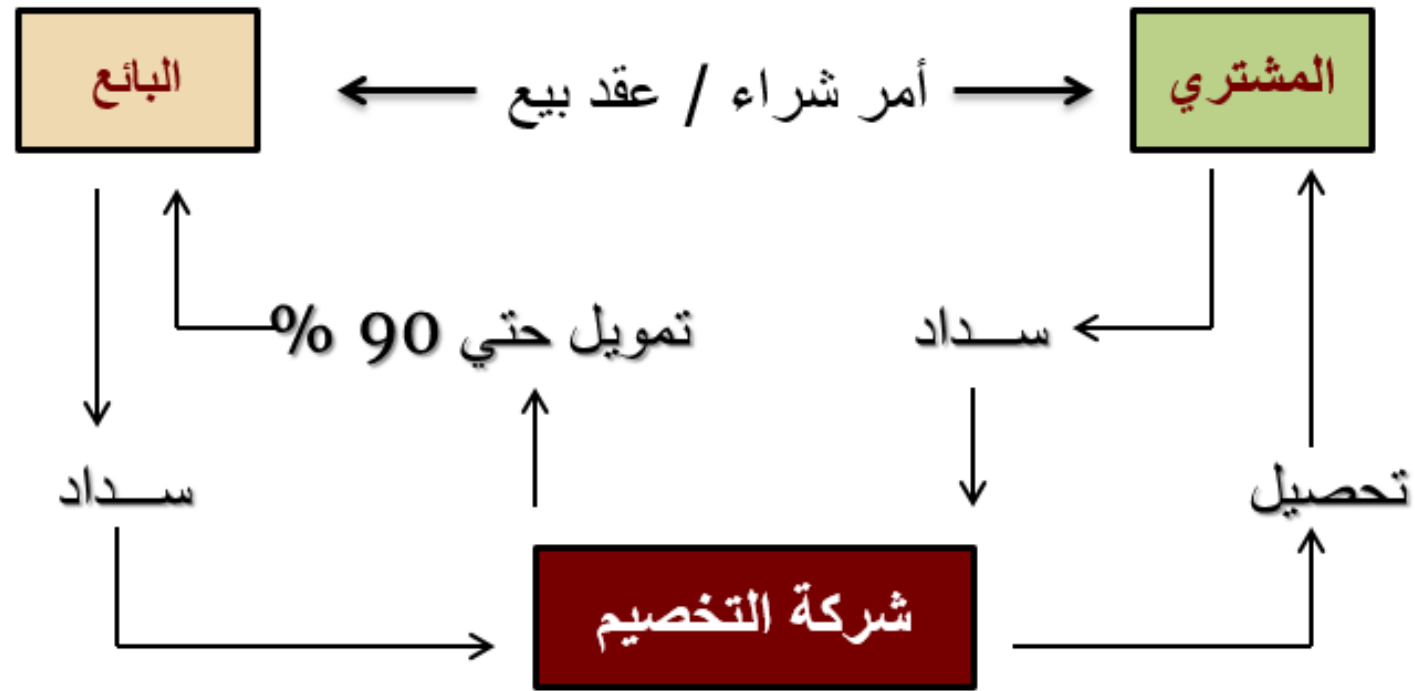 المشتري
أمر شراء / عقد بيع
البائع
ســداد
تمويل حتي 90 %
تحصيل
ســداد
شركة التخصيم